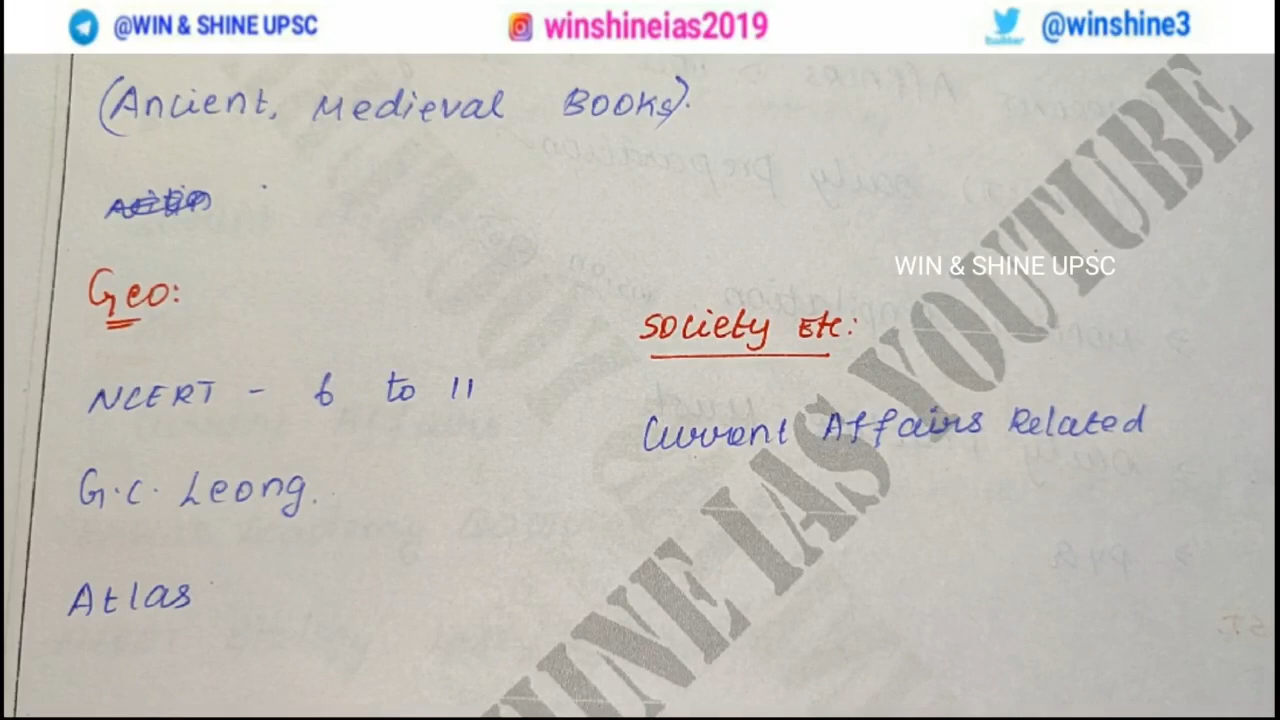 @WIN & SHINE UPSC winshineias2019 @winshine3
(Ancient, Medieval Books).
WIN & SHINE UPSC
Geo:
Society Etc:
NCERT - 6 to 11
Current Affairs Related
G.C. Leong.
Atlas
SHINE IAS YOUTUBE